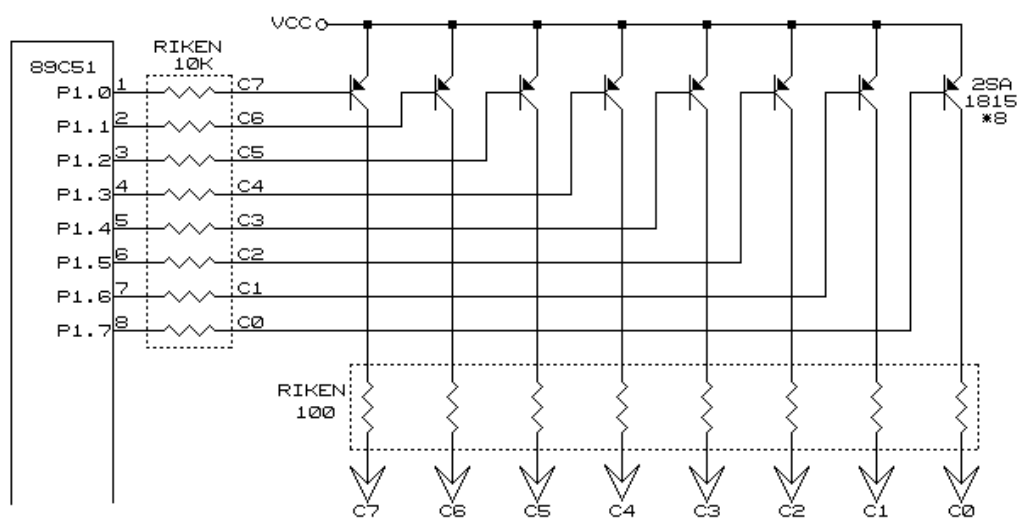 VCC
RIKEN
10K
89C51
P1.0 1 C7
P1.1 2 C6
P1.2 3 C5
P1.3 4 C4
P1.4 5 C3
P1.5 6 C2
P1.6 7 C1
P1.7 8 C0
2SA
1815
*8
RIKEN
100
C7 C6 C5 C4 C3 C2 C1 C0